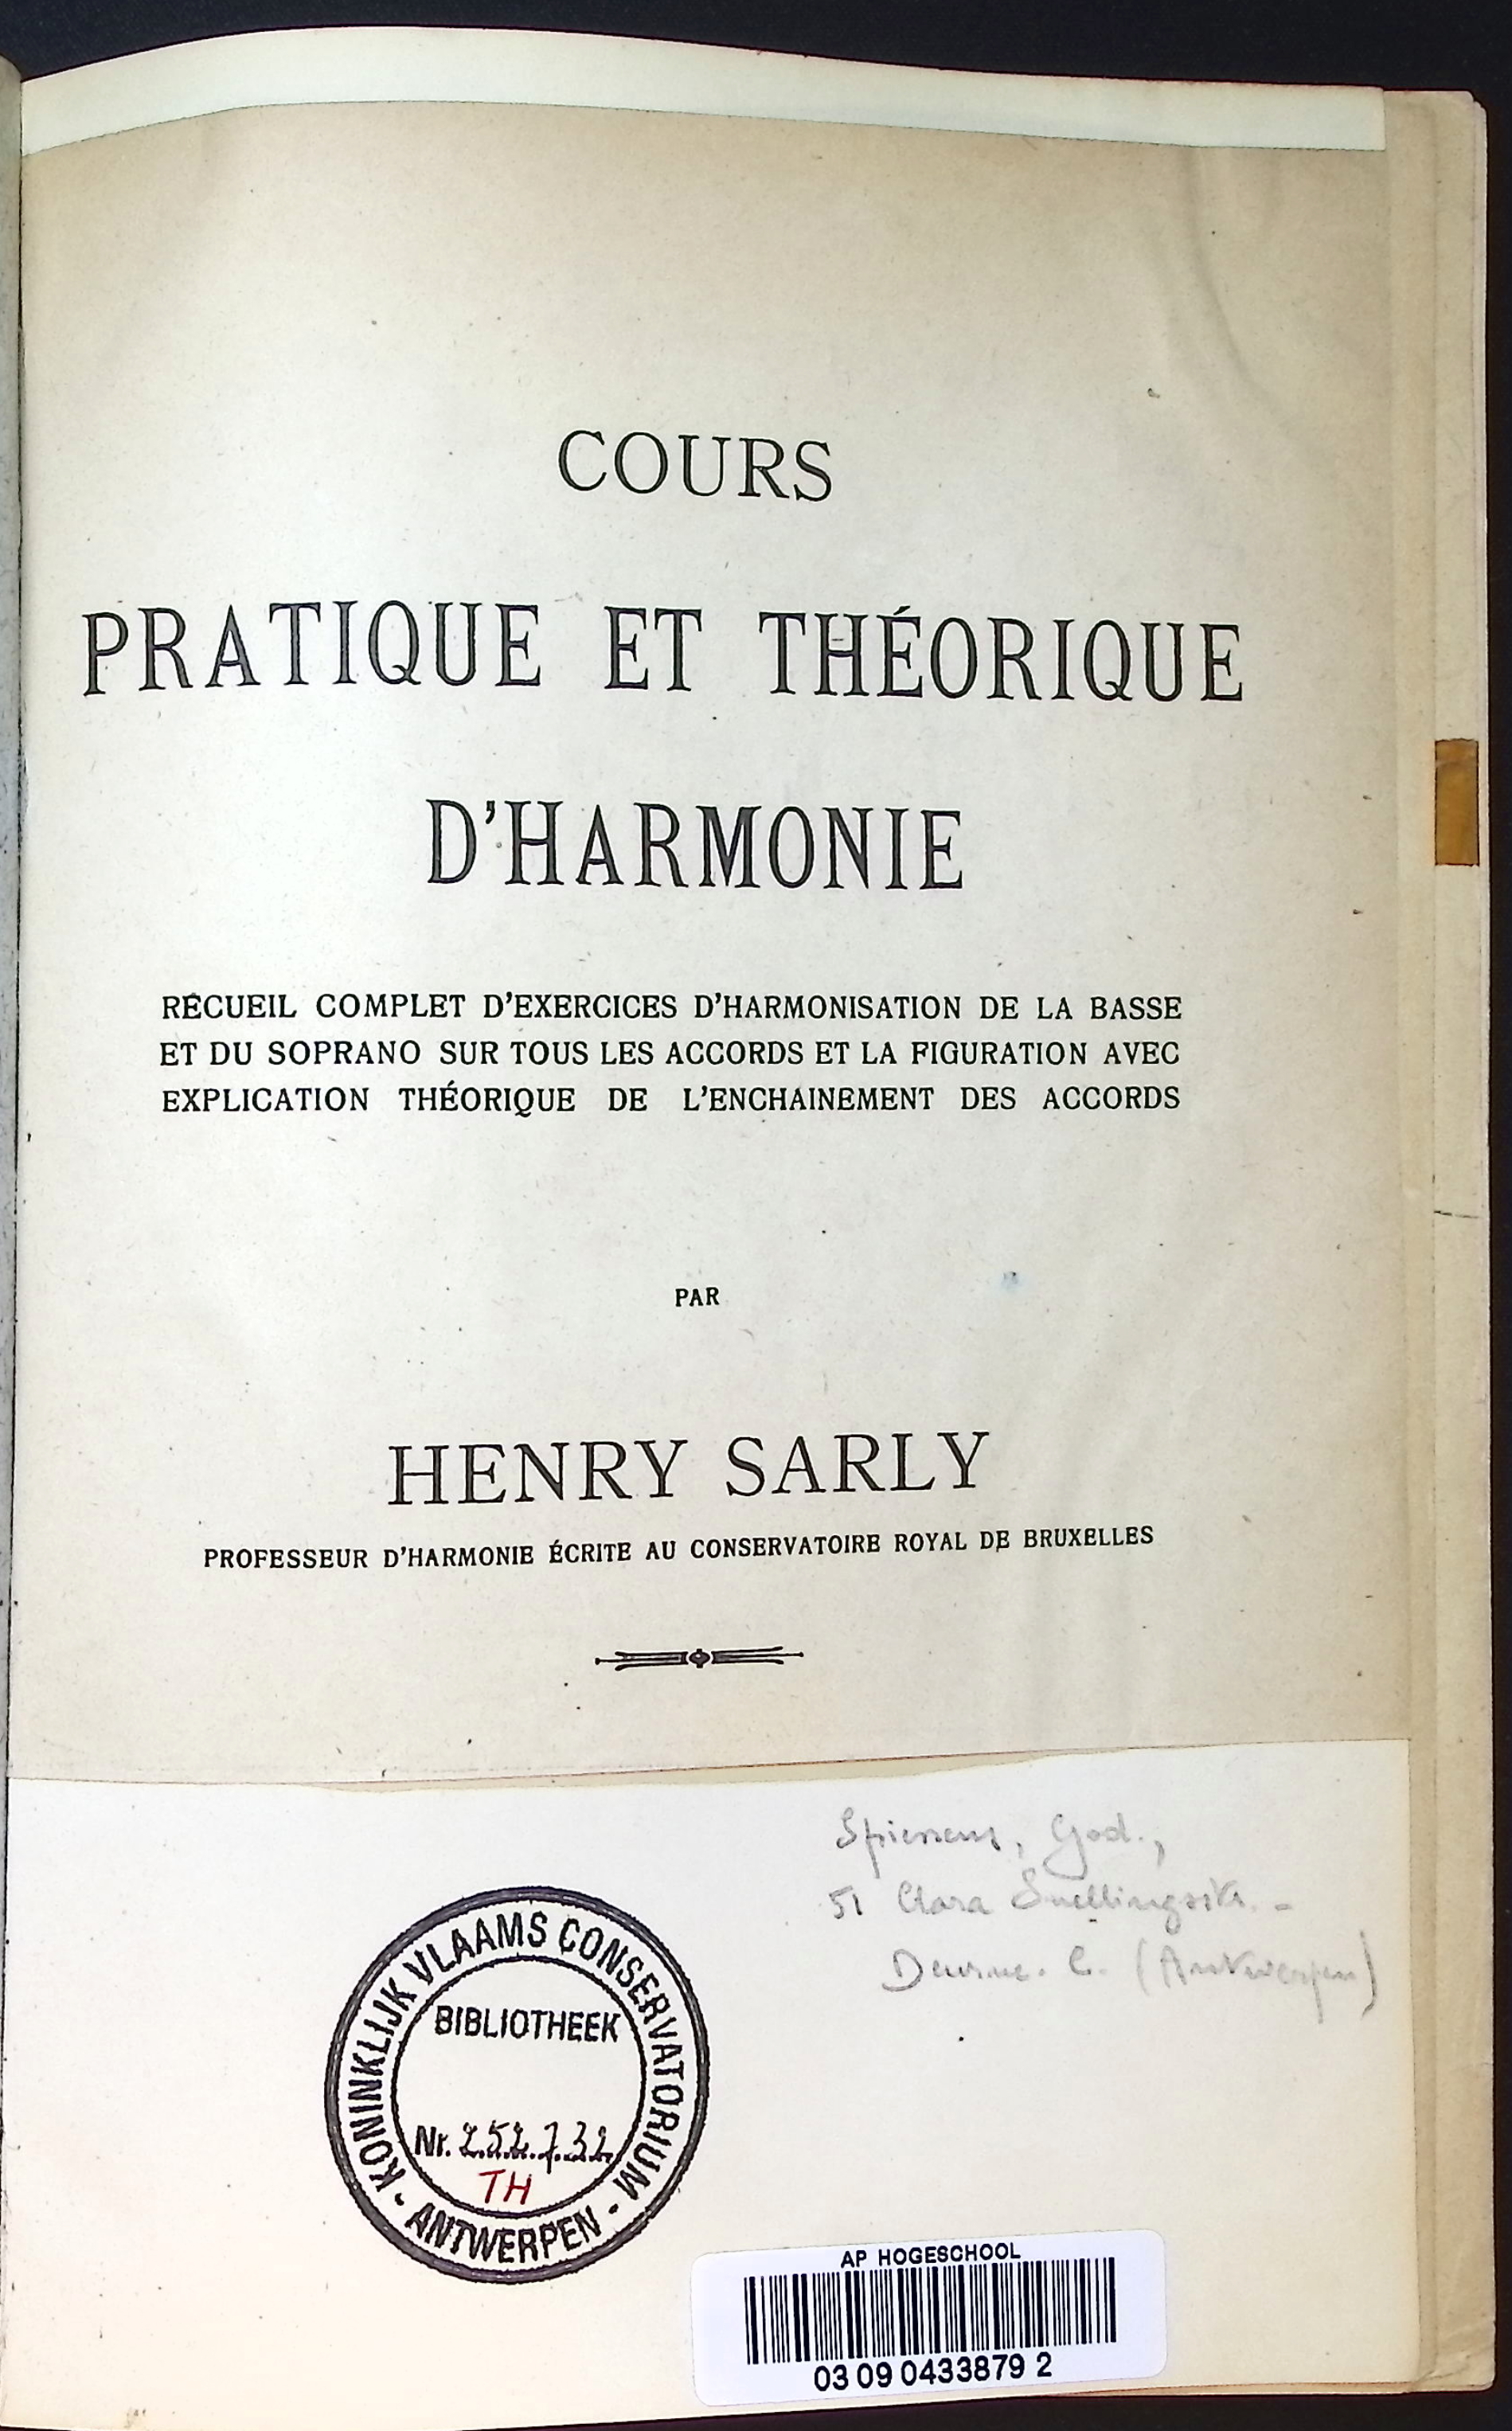 COURS
PRATIQUE ET THÉORIQUE
D'HARMONIE
RECUEIL COMPLET D'EXERCICES D'HARMONISATION DE LA BASSE
ET DU SOPRANO SUR TOUS LES ACCORDS ET LA FIGURATION AVEC
EXPLICATION THÉORIQUE DE L'ENCHAINEMENT DES ACCORDS
PAR
HENRY SARLY
PROFESSEUR D'HARMONIE ÉCRITE AU CONSERVATOIRE ROYAL DE BRUXELLES
Spiessens, God.,
51 Clara Snellingsstr. -
Deurne. C. (Antwerpen)
KONINKLIJK VLAAMS CONSERVATORIUM - ANTWERPEN -
BIBLIOTHEEK
Nr. 252.732
TH
AP HOGESCHOOL
03 09 0433879 2